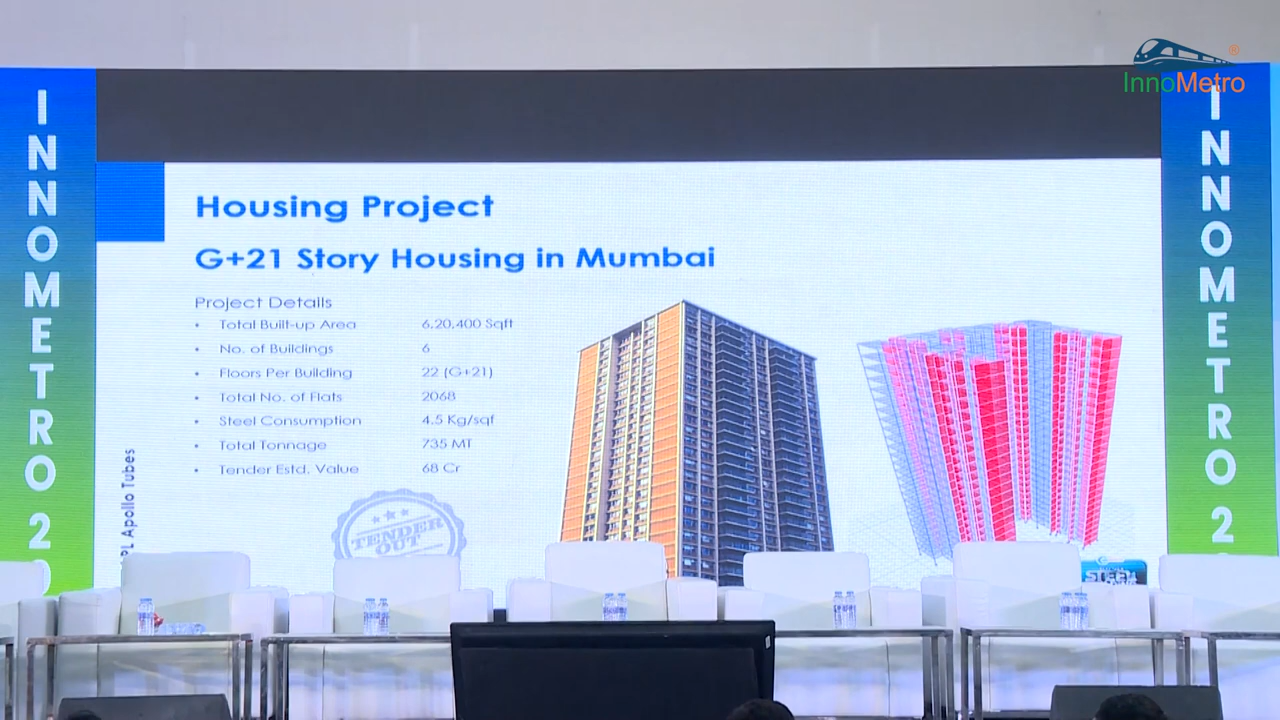 InnoMetro®
INNOMETRO 2
INNOMETRO 2
Housing Project
G+21 Story Housing in Mumbai
Project Details
• Total Built-up Area 6,20,400 Sqft
• No. of Buildings 6
• Floors Per Building 22 (G+21)
• Total No. of Flats 2068
• Steel Consumption 4.5 Kg/sqf
• Total Tonnage 735 MT
• Tender Estd. Value 68 Cr
PL Apollo Tubes
TENDER
OUT
STEEL